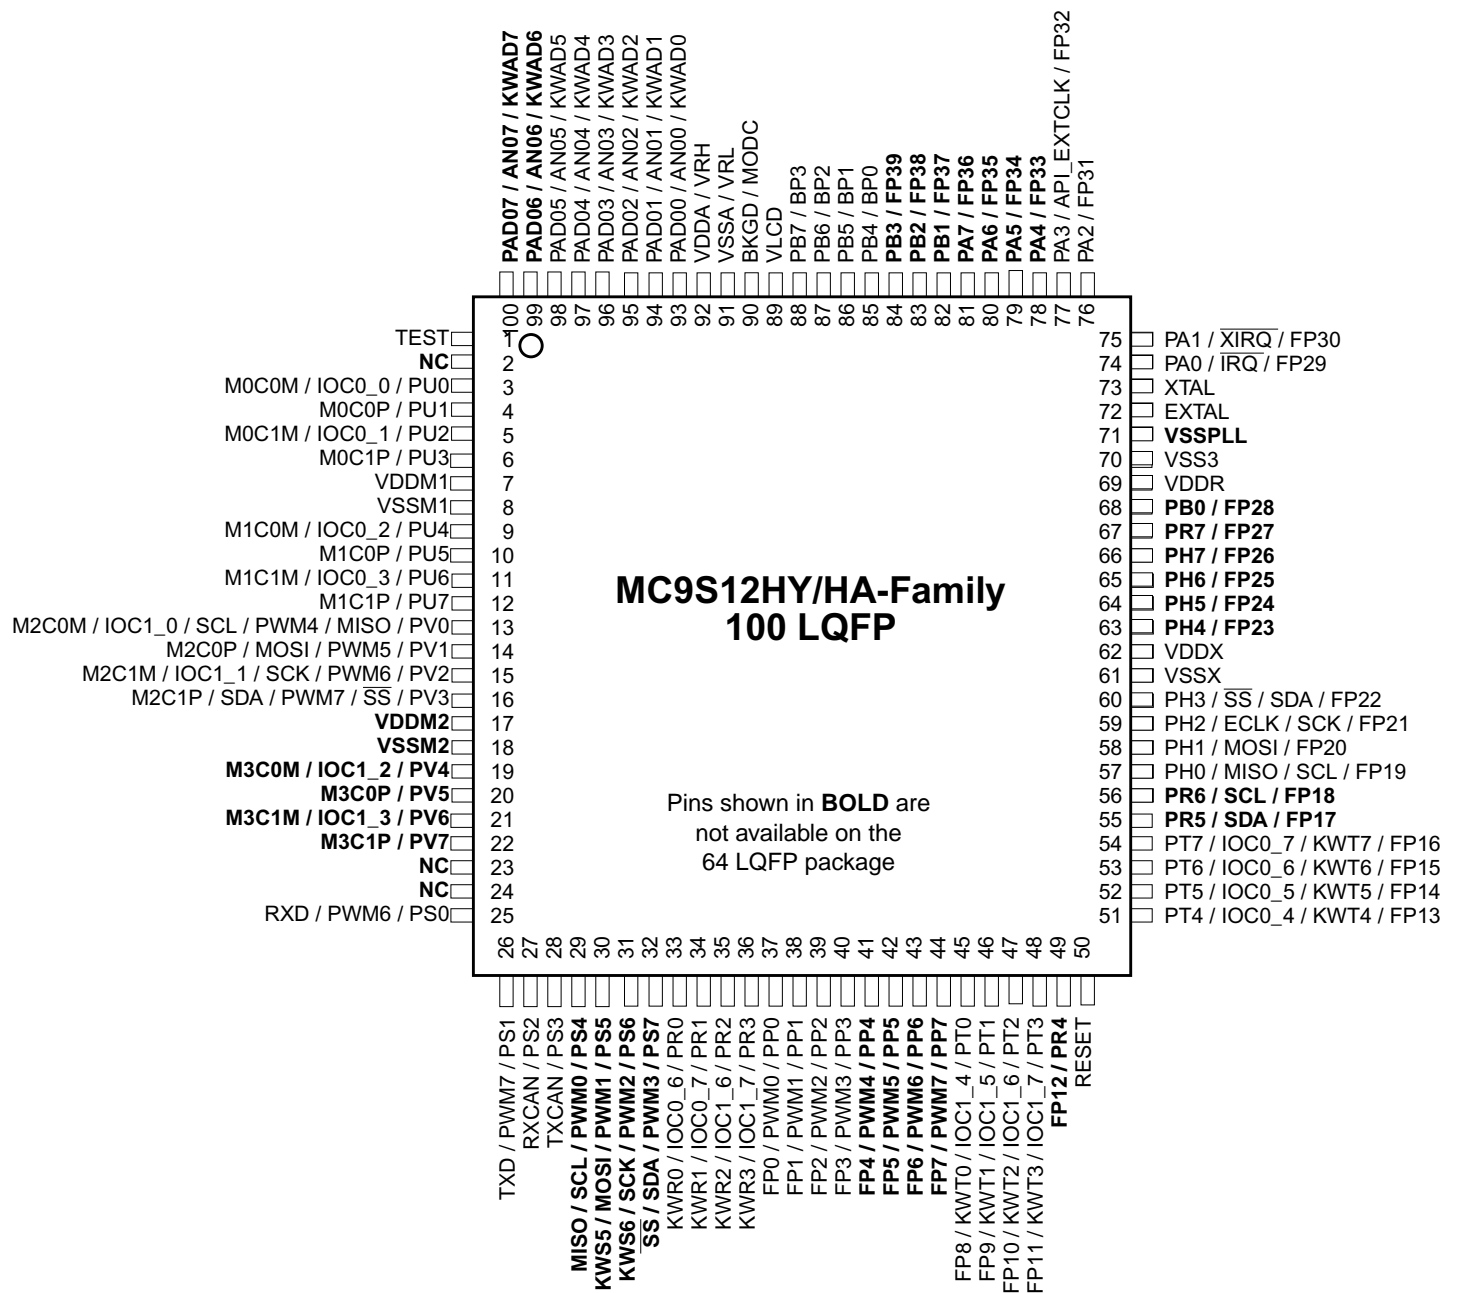 PAD07 / AN07 / KWAD7
PAD06 / AN06 / KWAD6
PAD05 / AN05 / KWAD5
PAD04 / AN04 / KWAD4
PAD03 / AN03 / KWAD3
PAD02 / AN02 / KWAD2
PAD01 / AN01 / KWAD1
PAD00 / AN00 / KWAD0
VDDA / VRH
VSSA / VRL
BKGD / MODC
VLCD
PB7 / BP3
PB6 / BP2
PB5 / BP1
PB4 / BP0
PB3 / FP39
PB2 / FP38
PB1 / FP37
PA7 / FP36
PA6 / FP35
PA5 / FP34
PA4 / FP33
PA3 / API_EXTCLK / FP32
PA2 / FP31
100 99 98 97 96 95 94 93 92 91 90 89 88 87 86 85 84 83 82 81 80 79 78 77 76
TEST 1
NC 2
M0C0M / IOC0_0 / PU0 3
M0C0P / PU1 4
M0C1M / IOC0_1 / PU2 5
M0C1P / PU3 6
VDDM1 7
VSSM1 8
M1C0M / IOC0_2 / PU4 9
M1C0P / PU5 10
M1C1M / IOC0_3 / PU6 11
M1C1P / PU7 12
M2C0M / IOC1_0 / SCL / PWM4 / MISO / PV0 13
M2C0P / MOSI / PWM5 / PV1 14
M2C1M / IOC1_1 / SCK / PWM6 / PV2 15
M2C1P / SDA / PWM7 / SS / PV3 16
VDDM2 17
VSSM2 18
M3C0M / IOC1_2 / PV4 19
M3C0P / PV5 20
M3C1M / IOC1_3 / PV6 21
M3C1P / PV7 22
NC 23
NC 24
RXD / PWM6 / PS0 25
MC9S12HY/HA-Family
100 LQFP
Pins shown in BOLD are
not available on the
64 LQFP package
75 PA1 / XIRQ / FP30
74 PA0 / IRQ / FP29
73 XTAL
72 EXTAL
71 VSSPLL
70 VSS3
69 VDDR
68 PB0 / FP28
67 PR7 / FP27
66 PH7 / FP26
65 PH6 / FP25
64 PH5 / FP24
63 PH4 / FP23
62 VDDX
61 VSSX
60 PH3 / SS / SDA / FP22
59 PH2 / ECLK / SCK / FP21
58 PH1 / MOSI / FP20
57 PH0 / MISO / SCL / FP19
56 PR6 / SCL / FP18
55 PR5 / SDA / FP17
54 PT7 / IOC0_7 / KWT7 / FP16
53 PT6 / IOC0_6 / KWT6 / FP15
52 PT5 / IOC0_5 / KWT5 / FP14
51 PT4 / IOC0_4 / KWT4 / FP13
26 27 28 29 30 31 32 33 34 35 36 37 38 39 40 41 42 43 44 45 46 47 48 49 50
TXD / PWM7 / PS1
RXCAN / PS2
TXCAN / PS3
MISO / SCL / PWM0 / PS4
KWS5 / MOSI / PWM1 / PS5
KWS6 / SCK / PWM2 / PS6
SS / SDA / PWM3 / PS7
KWR0 / IOC0_6 / PR0
KWR1 / IOC0_7 / PR1
KWR2 / IOC1_6 / PR2
KWR3 / IOC1_7 / PR3
FP0 / PWM0 / PP0
FP1 / PWM1 / PP1
FP2 / PWM2 / PP2
FP3 / PWM3 / PP3
FP4 / PWM4 / PP4
FP5 / PWM5 / PP5
FP6 / PWM6 / PP6
FP7 / PWM7 / PP7
FP8 / KWT0 / IOC1_4 / PT0
FP9 / KWT1 / IOC1_5 / PT1
FP10 / KWT2 / IOC1_6 / PT2
FP11 / KWT3 / IOC1_7 / PT3
FP12 / PR4
RESET